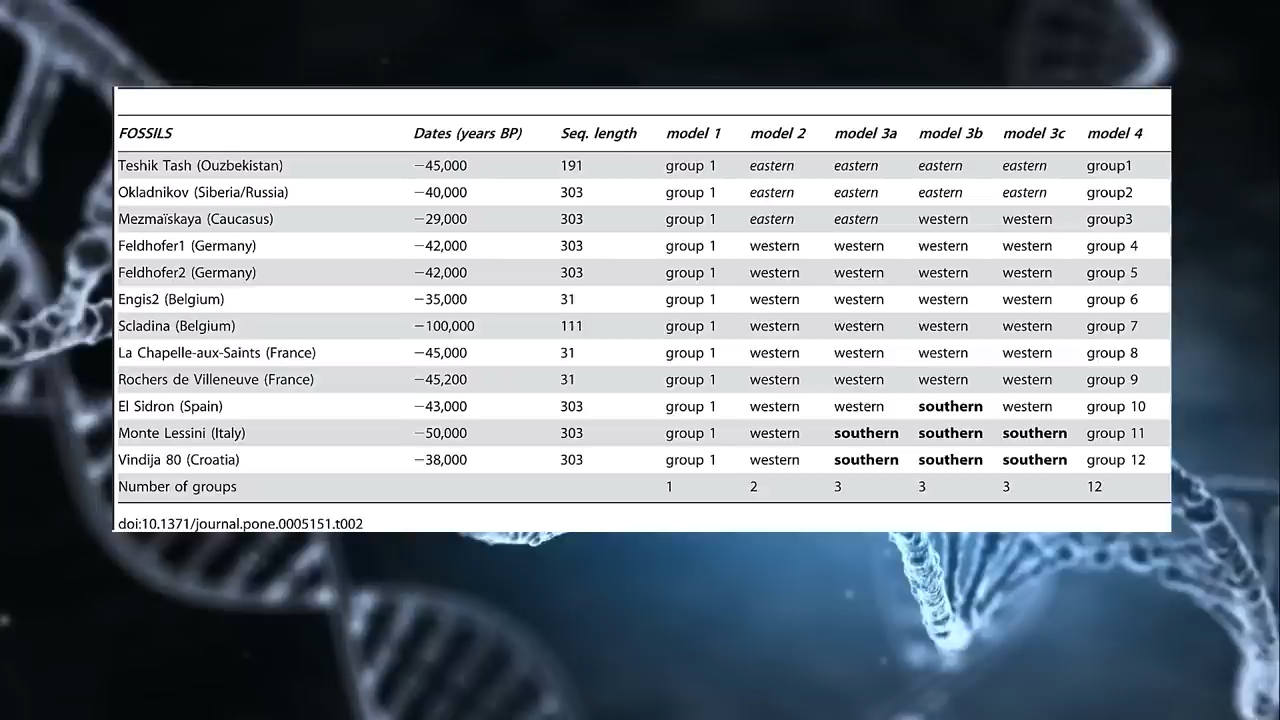 FOSSILS Dates (years BP) Seq. length model 1 model 2 model 3a model 3b model 3c model 4
Teshik Tash (Ouzbekistan) −45,000 191 group 1 eastern eastern eastern eastern group1
Okladnikov (Siberia/Russia) −40,000 303 group 1 eastern eastern eastern eastern group2
Mezmaïskaya (Caucasus) −29,000 303 group 1 eastern eastern western western group3
Feldhofer1 (Germany) −42,000 303 group 1 western western western western group 4
Feldhofer2 (Germany) −42,000 303 group 1 western western western western group 5
Engis2 (Belgium) −35,000 31 group 1 western western western western group 6
Scladina (Belgium) −100,000 111 group 1 western western western western group 7
La Chapelle-aux-Saints (France) −45,000 31 group 1 western western western western group 8
Rochers de Villeneuve (France) −45,200 31 group 1 western western western western group 9
El Sidron (Spain) −43,000 303 group 1 western western southern western group 10
Monte Lessini (Italy) −50,000 303 group 1 western southern southern southern group 11
Vindija 80 (Croatia) −38,000 303 group 1 western southern southern southern group 12
Number of groups 1 2 3 3 3 12
doi:10.1371/journal.pone.0005151.t002